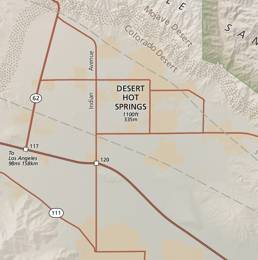 E
S A N
Mojave Desert
Colorado Desert
Indian Avenue
DESERT
HOT
SPRINGS
1100ft
335m
62
117
To
Los Angeles
98mi 158km
120
111